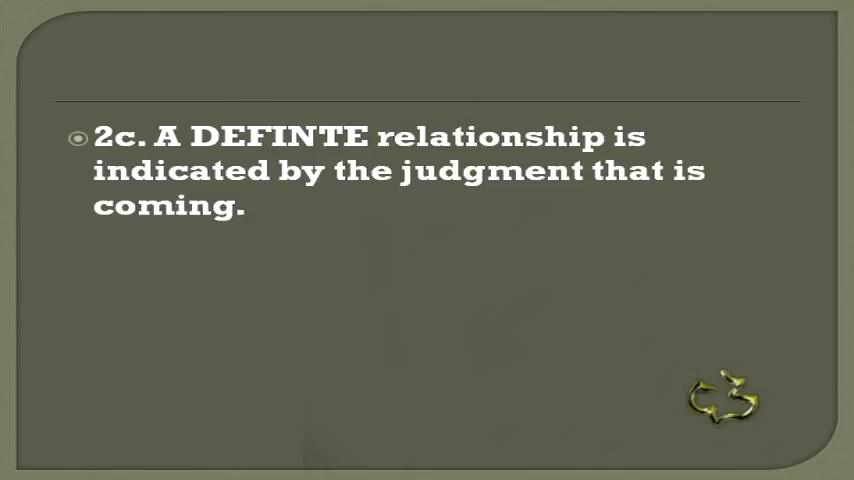 2c. A DEFINTE relationship is
indicated by the judgment that is
coming.